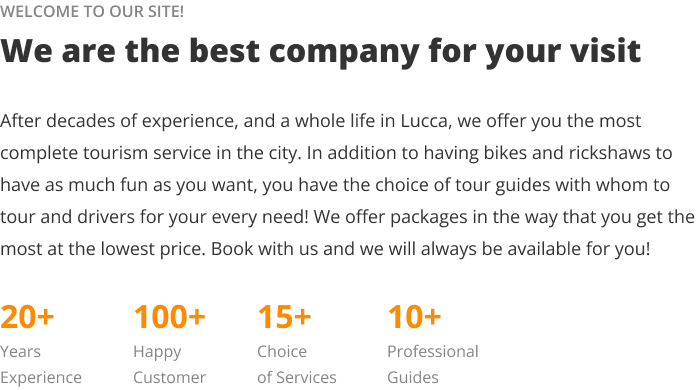 WELCOME TO OUR SITE!
We are the best company for your visit
After decades of experience, and a whole life in Lucca, we offer you the most
complete tourism service in the city. In addition to having bikes and rickshaws to
have as much fun as you want, you have the choice of tour guides with whom to
tour and drivers for your every need! We offer packages in the way that you get the
most at the lowest price. Book with us and we will always be available for you!
20+
Years
Experience
100+
Happy
Customer
15+
Choice
of Services
10+
Professional
Guides